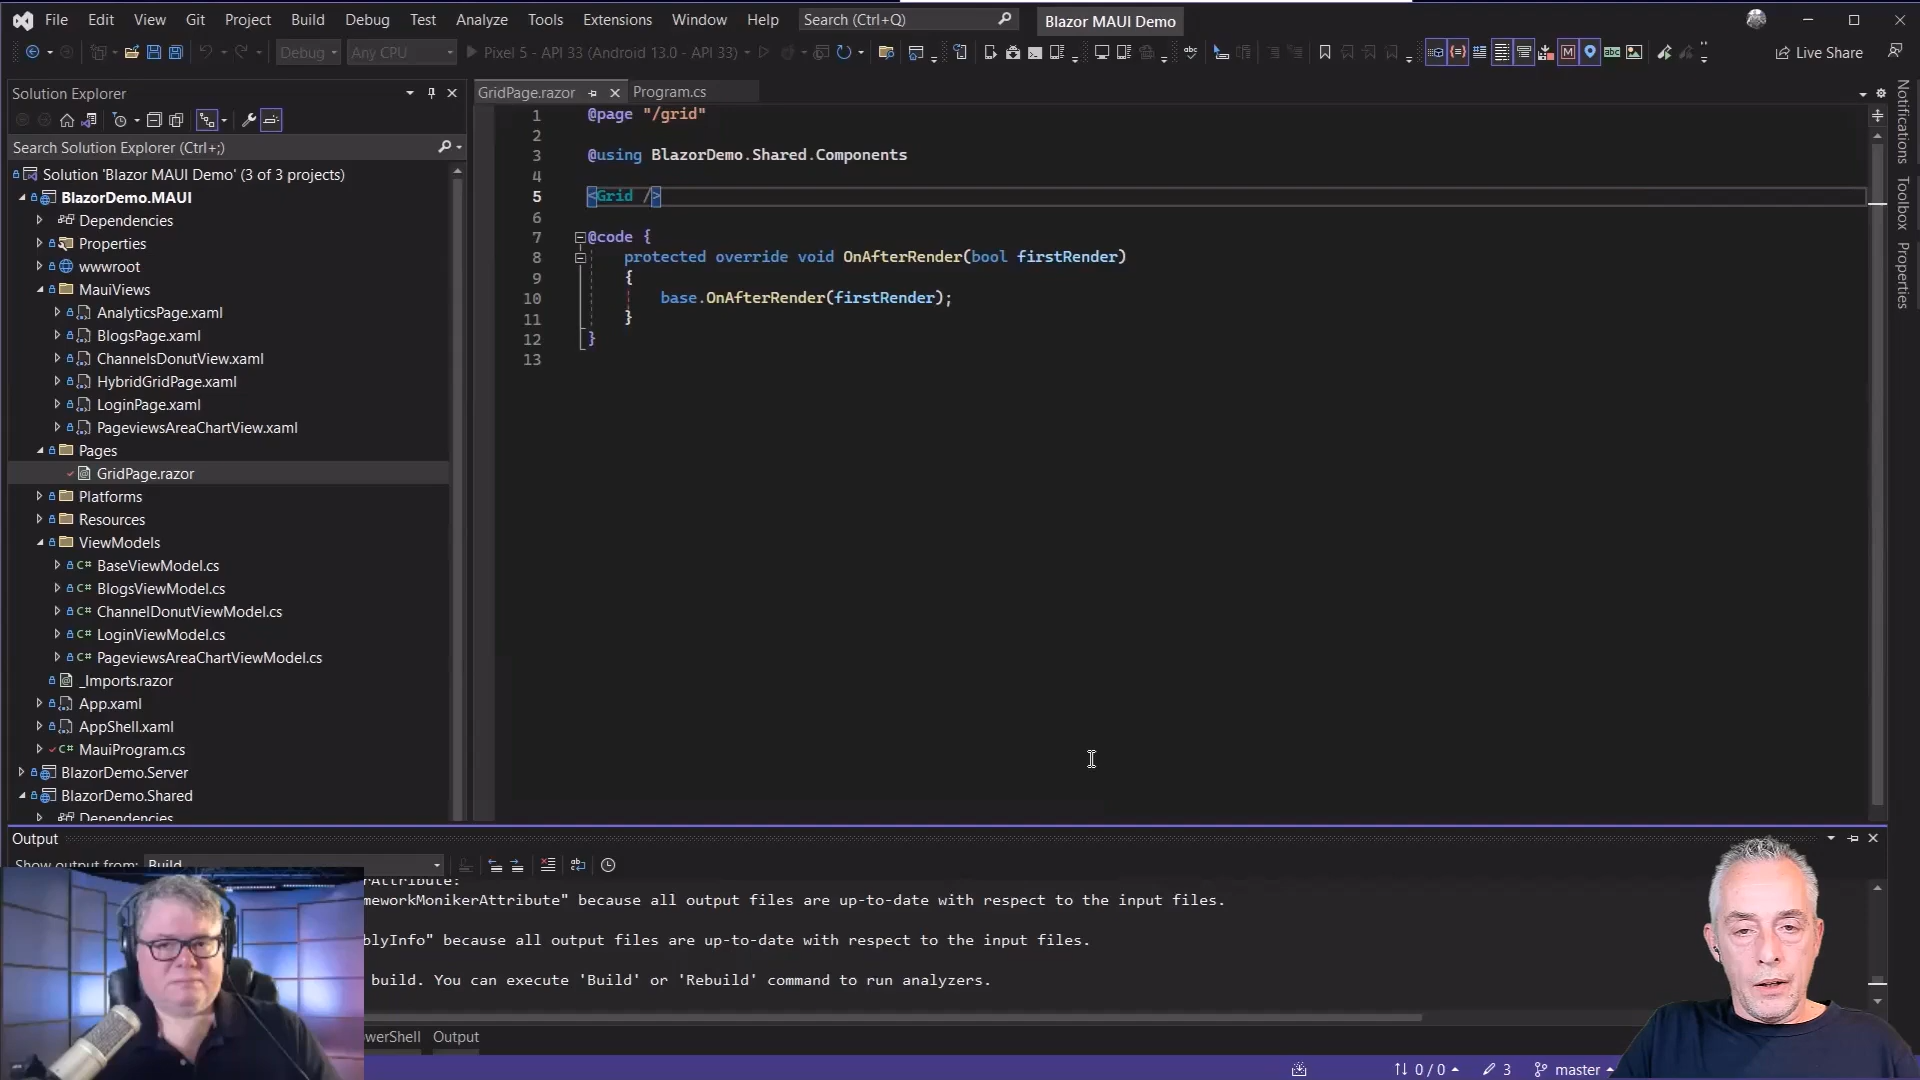 File Edit View Git Project Build Debug Test Analyze Tools Extensions Window Help Search (Ctrl+Q) Blazor MAUI Demo
Debug Any CPU Pixel 5 - API 33 (Android 13.0 - API 33) Live Share
Solution Explorer
Search Solution Explorer (Ctrl+;)
Solution 'Blazor MAUI Demo' (3 of 3 projects)
BlazorDemo.MAUI
Dependencies
Properties
wwwroot
MauiViews
AnalyticsPage.xaml
BlogsPage.xaml
ChannelsDonutView.xaml
HybridGridPage.xaml
LoginPage.xaml
PageviewsAreaChartView.xaml
Pages
GridPage.razor
Platforms
Resources
ViewModels
C# BaseViewModel.cs
C# BlogsViewModel.cs
C# ChannelDonutViewModel.cs
C# LoginViewModel.cs
C# PageviewsAreaChartViewModel.cs
_Imports.razor
App.xaml
AppShell.xaml
C# MauiProgram.cs
BlazorDemo.Server
BlazorDemo.Shared
Dependencies
GridPage.razor Program.cs
1 @page "/grid"
2
3 @using BlazorDemo.Shared.Components
4
5 <Grid />
6
7 @code {
8 protected override void OnAfterRender(bool firstRender)
9 {
10 base.OnAfterRender(firstRender);
11 }
12 }
13
Notifications
Toolbox
Properties
Output
Show output from: Build
rAttribute:
meworkMonikerAttribute" because all output files are up-to-date with respect to the input files.
blyInfo" because all output files are up-to-date with respect to the input files.
build. You can execute 'Build' or 'Rebuild' command to run analyzers.
owerShell Output
0 / 0 3 master